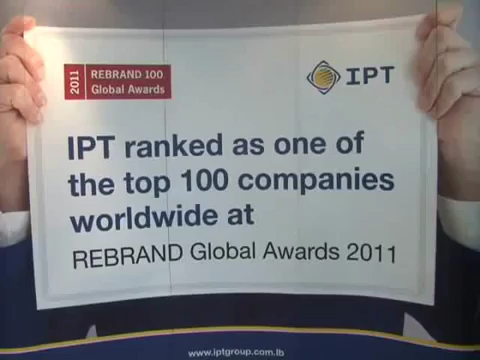 2011
REBRAND 100
Global Awards
IPT
IPT ranked as one of
the top 100 companies
worldwide at
REBRAND Global Awards 2011
www.iptgroup.com.lb